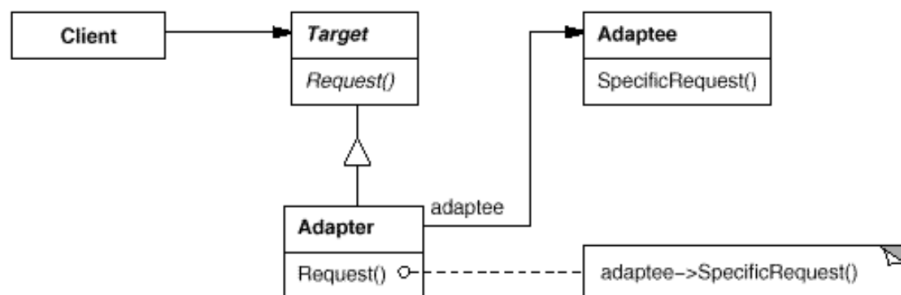 Client
Target
Request()
Adaptee
SpecificRequest()
adaptee
Adapter
Request()
adaptee->SpecificRequest()